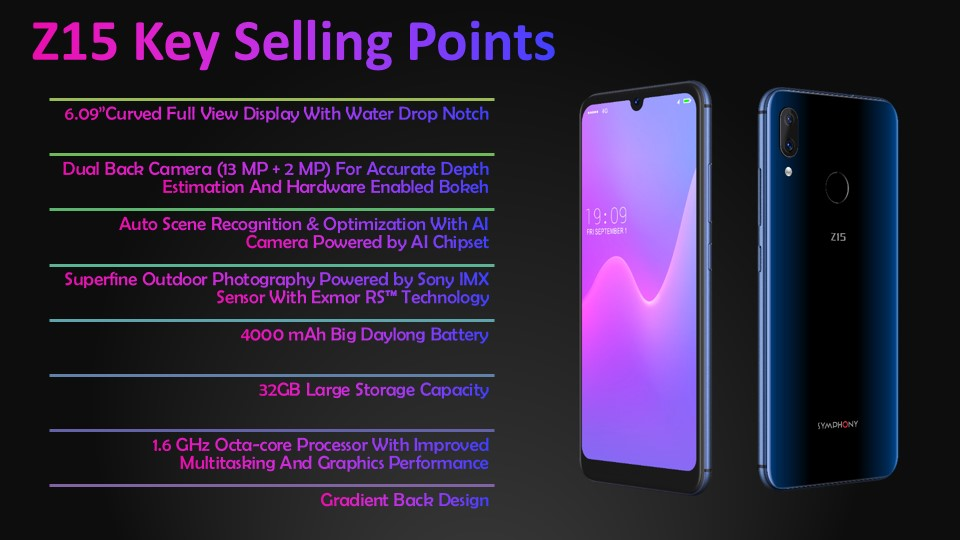 Z15 Key Selling Points
6.09”Curved Full View Display With Water Drop Notch
Dual Back Camera (13 MP + 2 MP) For Accurate Depth
Estimation And Hardware Enabled Bokeh
Auto Scene Recognition & Optimization With AI
Camera Powered by AI Chipset
Superfine Outdoor Photography Powered by Sony IMX
Sensor With Exmor RS™ Technology
4000 mAh Big Daylong Battery
32GB Large Storage Capacity
1.6 GHz Octa-core Processor With Improved
Multitasking And Graphics Performance
Gradient Back Design
4G
19:09
FRI SEPTEMBER 1
Z15
SYMPHONY